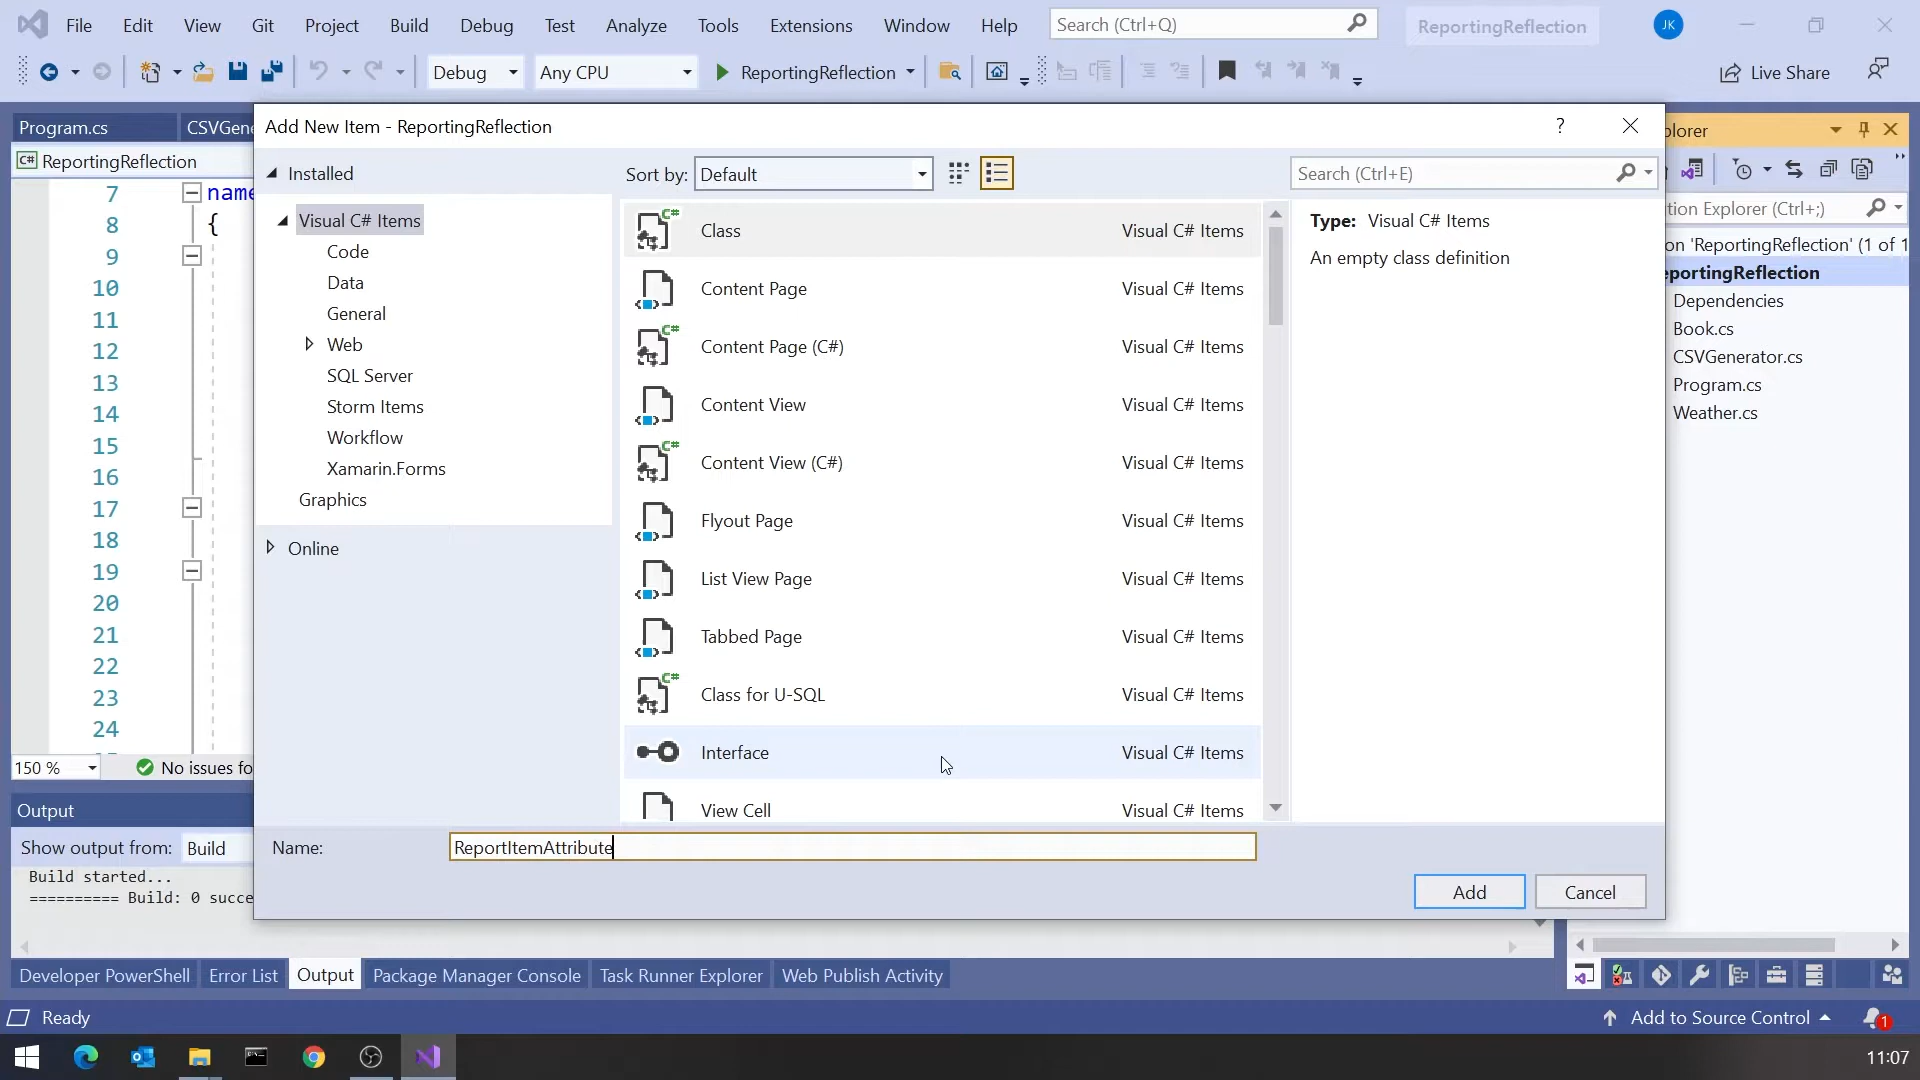 File Edit View Git Project Build Debug Test Analyze Tools Extensions Window Help Search (Ctrl+Q) ReportingReflection JK
Debug Any CPU ReportingReflection Live Share
Program.cs CSVGene
Add New Item - ReportingReflection ?
plorer
C# ReportingReflection
Installed
Sort by: Default
Search (Ctrl+E)
7 name
8 {
9
10
11
12
13
14
15
16
17
18
19
20
21
22
23
24
Visual C# Items
Code
Data
General
Web
SQL Server
Storm Items
Workflow
Xamarin.Forms
Graphics
Online
C# Class Visual C# Items
Content Page Visual C# Items
C# Content Page (C#) Visual C# Items
Content View Visual C# Items
C# Content View (C#) Visual C# Items
Flyout Page Visual C# Items
List View Page Visual C# Items
Tabbed Page Visual C# Items
C# Class for U-SQL Visual C# Items
Interface Visual C# Items
View Cell Visual C# Items
Type: Visual C# Items
An empty class definition
tion Explorer (Ctrl+;)
on 'ReportingReflection' (1 of 1
eportingReflection
Dependencies
Book.cs
CSVGenerator.cs
Program.cs
Weather.cs
150 % No issues fo
Output
Show output from: Build
Build started...
========== Build: 0 succe
Name: ReportItemAttribute
Add Cancel
Developer PowerShell Error List Output Package Manager Console Task Runner Explorer Web Publish Activity
Ready Add to Source Control 1
11:07